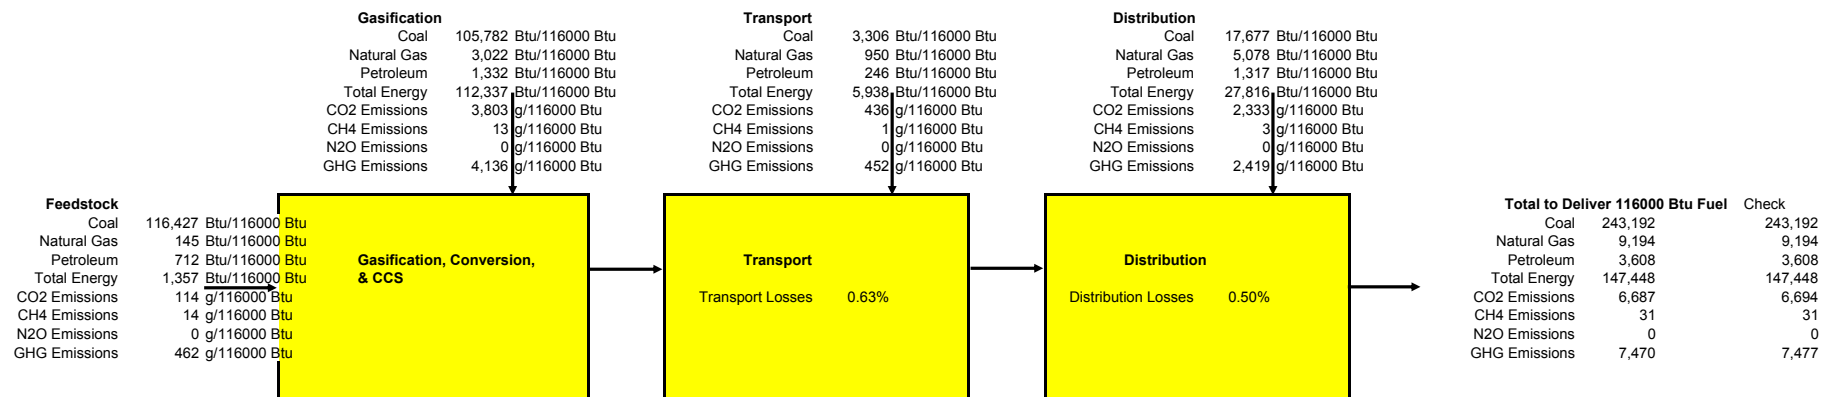 Gasification
Coal 105,782 Btu/116000 Btu
Natural Gas 3,022 Btu/116000 Btu
Petroleum 1,332 Btu/116000 Btu
Total Energy 112,337 Btu/116000 Btu
CO2 Emissions 3,803 g/116000 Btu
CH4 Emissions 13 g/116000 Btu
N2O Emissions 0 g/116000 Btu
GHG Emissions 4,136 g/116000 Btu
Transport
Coal 3,306 Btu/116000 Btu
Natural Gas 950 Btu/116000 Btu
Petroleum 246 Btu/116000 Btu
Total Energy 5,938 Btu/116000 Btu
CO2 Emissions 436 g/116000 Btu
CH4 Emissions 1 g/116000 Btu
N2O Emissions 0 g/116000 Btu
GHG Emissions 452 g/116000 Btu
Distribution
Coal 17,677 Btu/116000 Btu
Natural Gas 5,078 Btu/116000 Btu
Petroleum 1,317 Btu/116000 Btu
Total Energy 27,816 Btu/116000 Btu
CO2 Emissions 2,333 g/116000 Btu
CH4 Emissions 3 g/116000 Btu
N2O Emissions 0 g/116000 Btu
GHG Emissions 2,419 g/116000 Btu
Feedstock
Coal 116,427 Btu/116000 Btu
Natural Gas 145 Btu/116000 Btu
Petroleum 712 Btu/116000 Btu
Total Energy 1,357 Btu/116000 Btu
CO2 Emissions 114 g/116000 Btu
CH4 Emissions 14 g/116000 Btu
N2O Emissions 0 g/116000 Btu
GHG Emissions 462 g/116000 Btu
Gasification, Conversion,
& CCS
Transport
Transport Losses 0.63%
Distribution
Distribution Losses 0.50%
Total to Deliver 116000 Btu Fuel Check
Coal 243,192 243,192
Natural Gas 9,194 9,194
Petroleum 3,608 3,608
Total Energy 147,448 147,448
CO2 Emissions 6,687 6,694
CH4 Emissions 31 31
N2O Emissions 0 0
GHG Emissions 7,470 7,477